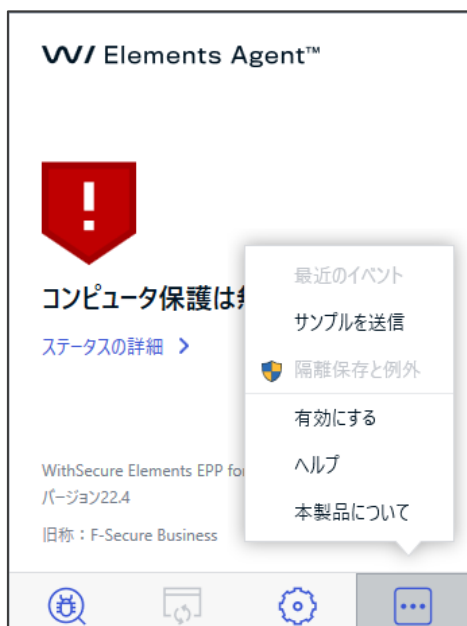 W/ Elements Agent™
最近のイベント
コンピュータ保護は
サンプルを送信
ステータスの詳細
隔離保存と例外
有効にする
ヘルプ
WithSecure Elements EPP for
バージョン22.4
本製品について
旧称：F-Secure Business